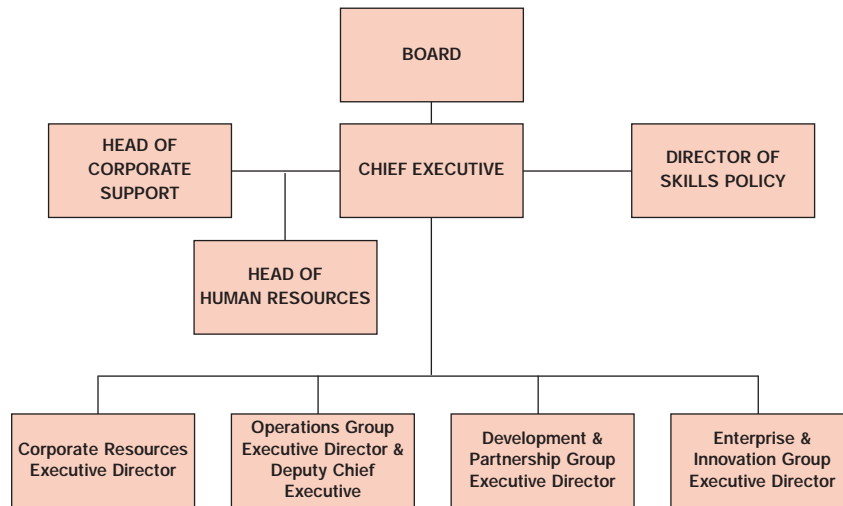 BOARD
HEAD OF
CORPORATE
SUPPORT
CHIEF EXECUTIVE
DIRECTOR OF
SKILLS POLICY
HEAD OF
HUMAN RESOURCES
Corporate Resources
Executive Director
Operations Group
Executive Director &
Deputy Chief
Executive
Development &
Partnership Group
Executive Director
Enterprise &
Innovation Group
Executive Director